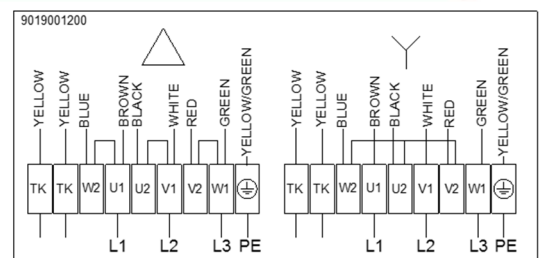 9019001200
YELLOW YELLOW BLUE BROWN BLACK WHITE RED GREEN YELLOW/GREEN
TK TK W2 U1 U2 V1 V2 W1
L1 L2 L3 PE
YELLOW YELLOW BLUE BROWN BLACK WHITE RED GREEN YELLOW/GREEN
TK TK W2 U1 U2 V1 V2 W1
L1 L2 L3 PE